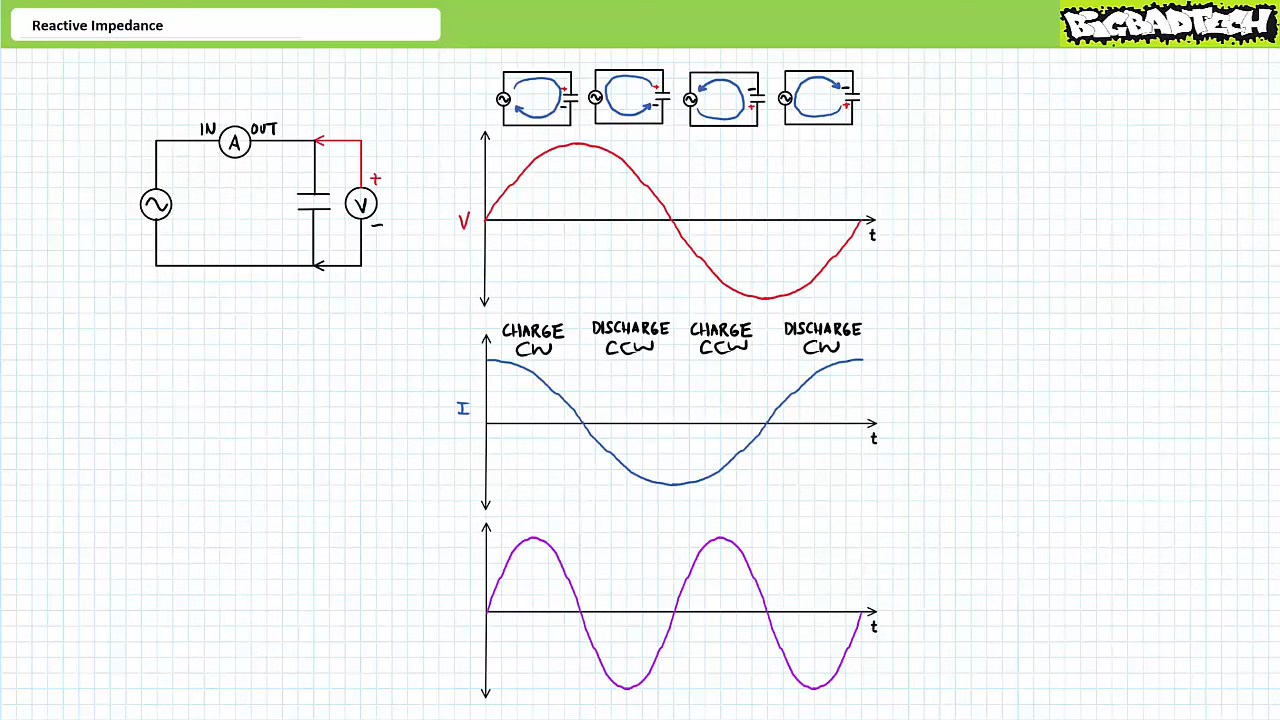 Reactive Impedance
BIGBADTECH
IN A OUT
+
V
-
V
t
CHARGE DISCHARGE CHARGE DISCHARGE
CW CCW CCW CW
I
t
t